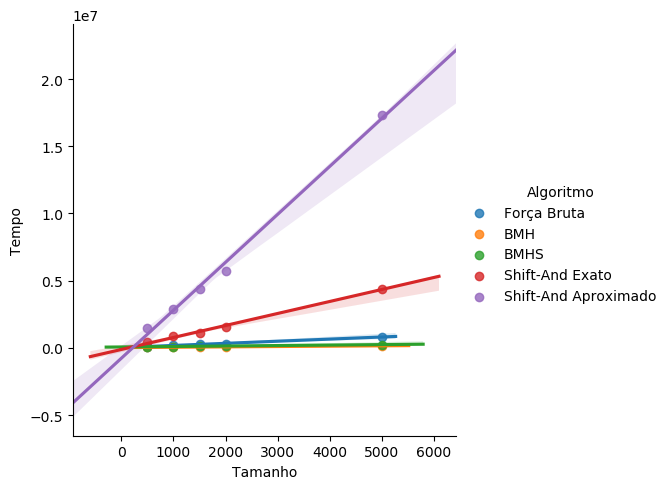 1e7
2.0
1.5
1.0
0.5
0.0
−0.5
Tempo
0
1000
2000
3000
4000
5000
6000
Tamanho
Algoritmo
Força Bruta
BMH
BMHS
Shift-And Exato
Shift-And Aproximado